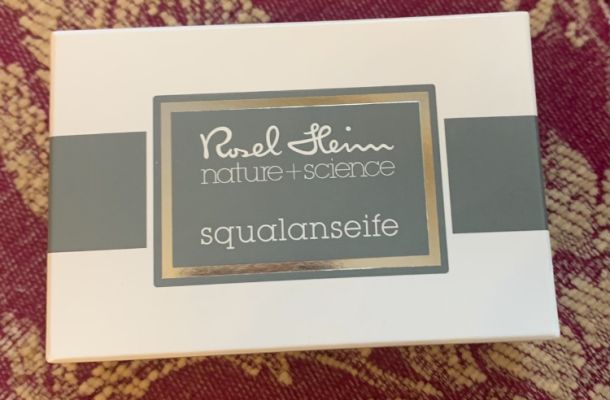 Rosel Heim
nature+science
squalanseife